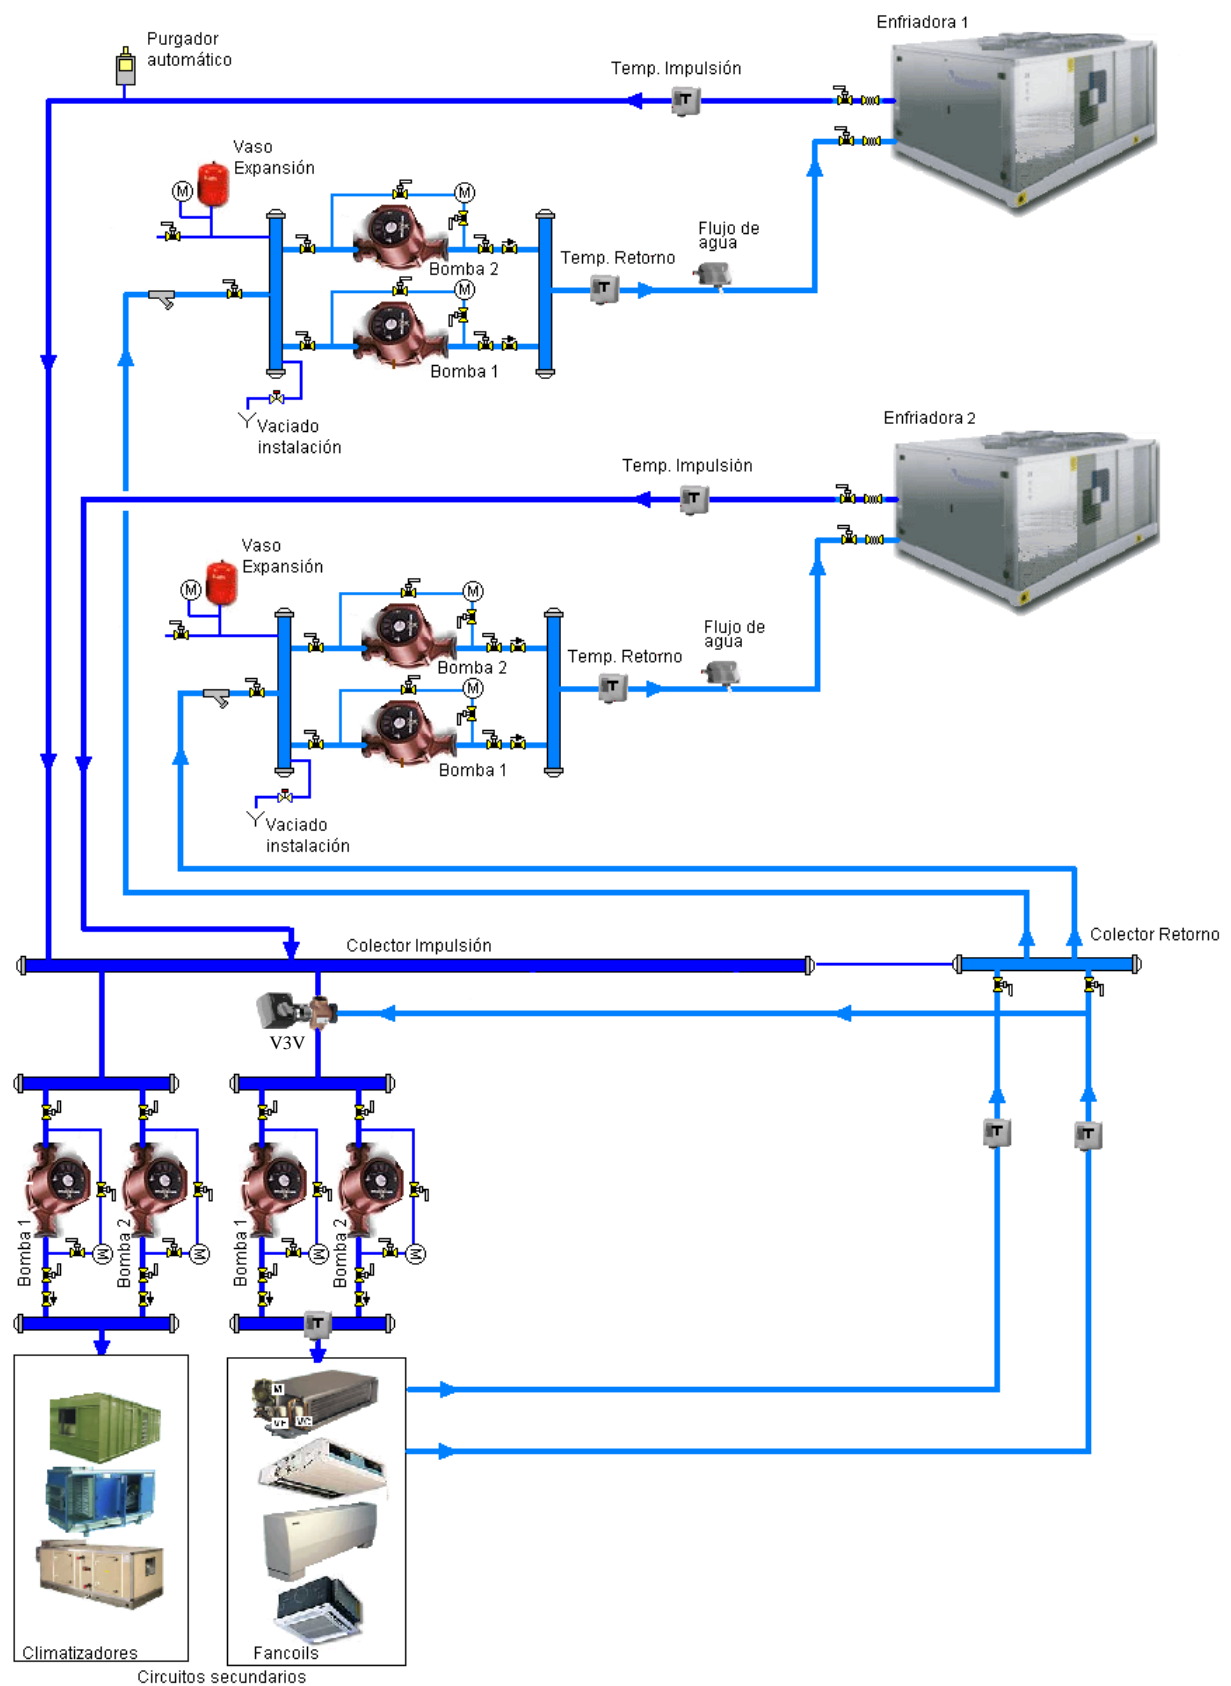 Enfriadora 1
Purgador
automático
Temp. Impulsión
T
Vaso
Expansión
M
M
Flujo de
agua
Temp. Retorno
T
Bomba 2
M
Bomba 1
Vaciado
instalación
Enfriadora 2
Temp. Impulsión
T
Vaso
Expansión
M
M
Flujo de
agua
Temp. Retorno
T
Bomba 2
M
Bomba 1
Vaciado
instalación
Colector Impulsión
Colector Retorno
V3V
T
T
Bomba 1
M
Bomba 2
M
Bomba 1
M
Bomba 2
M
T
M
VF
VC
Climatizadores
Fancoils
Circuitos secundarios